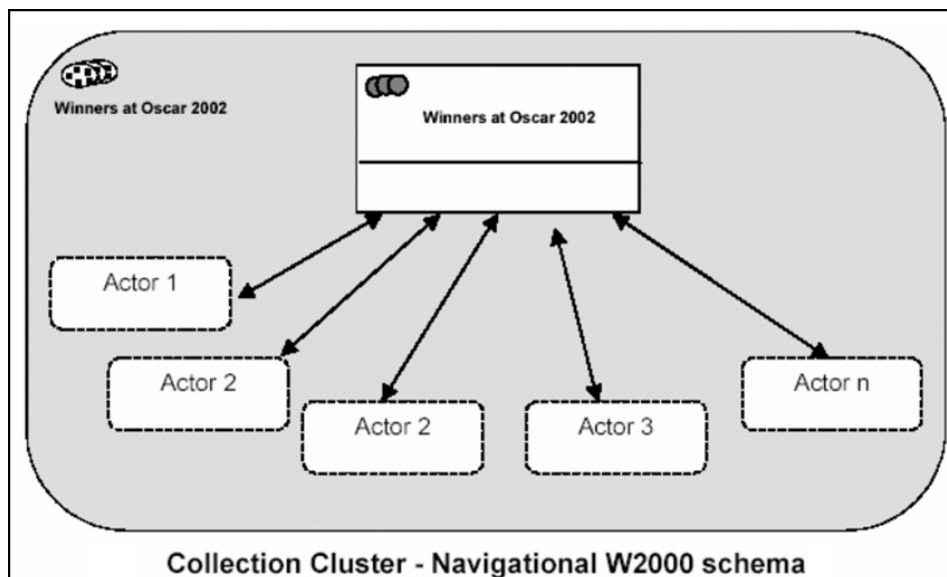 Winners at Oscar 2002
Winners at Oscar 2002
Actor 1
Actor 2
Actor 2
Actor 3
Actor n
Collection Cluster - Navigational W2000 schema